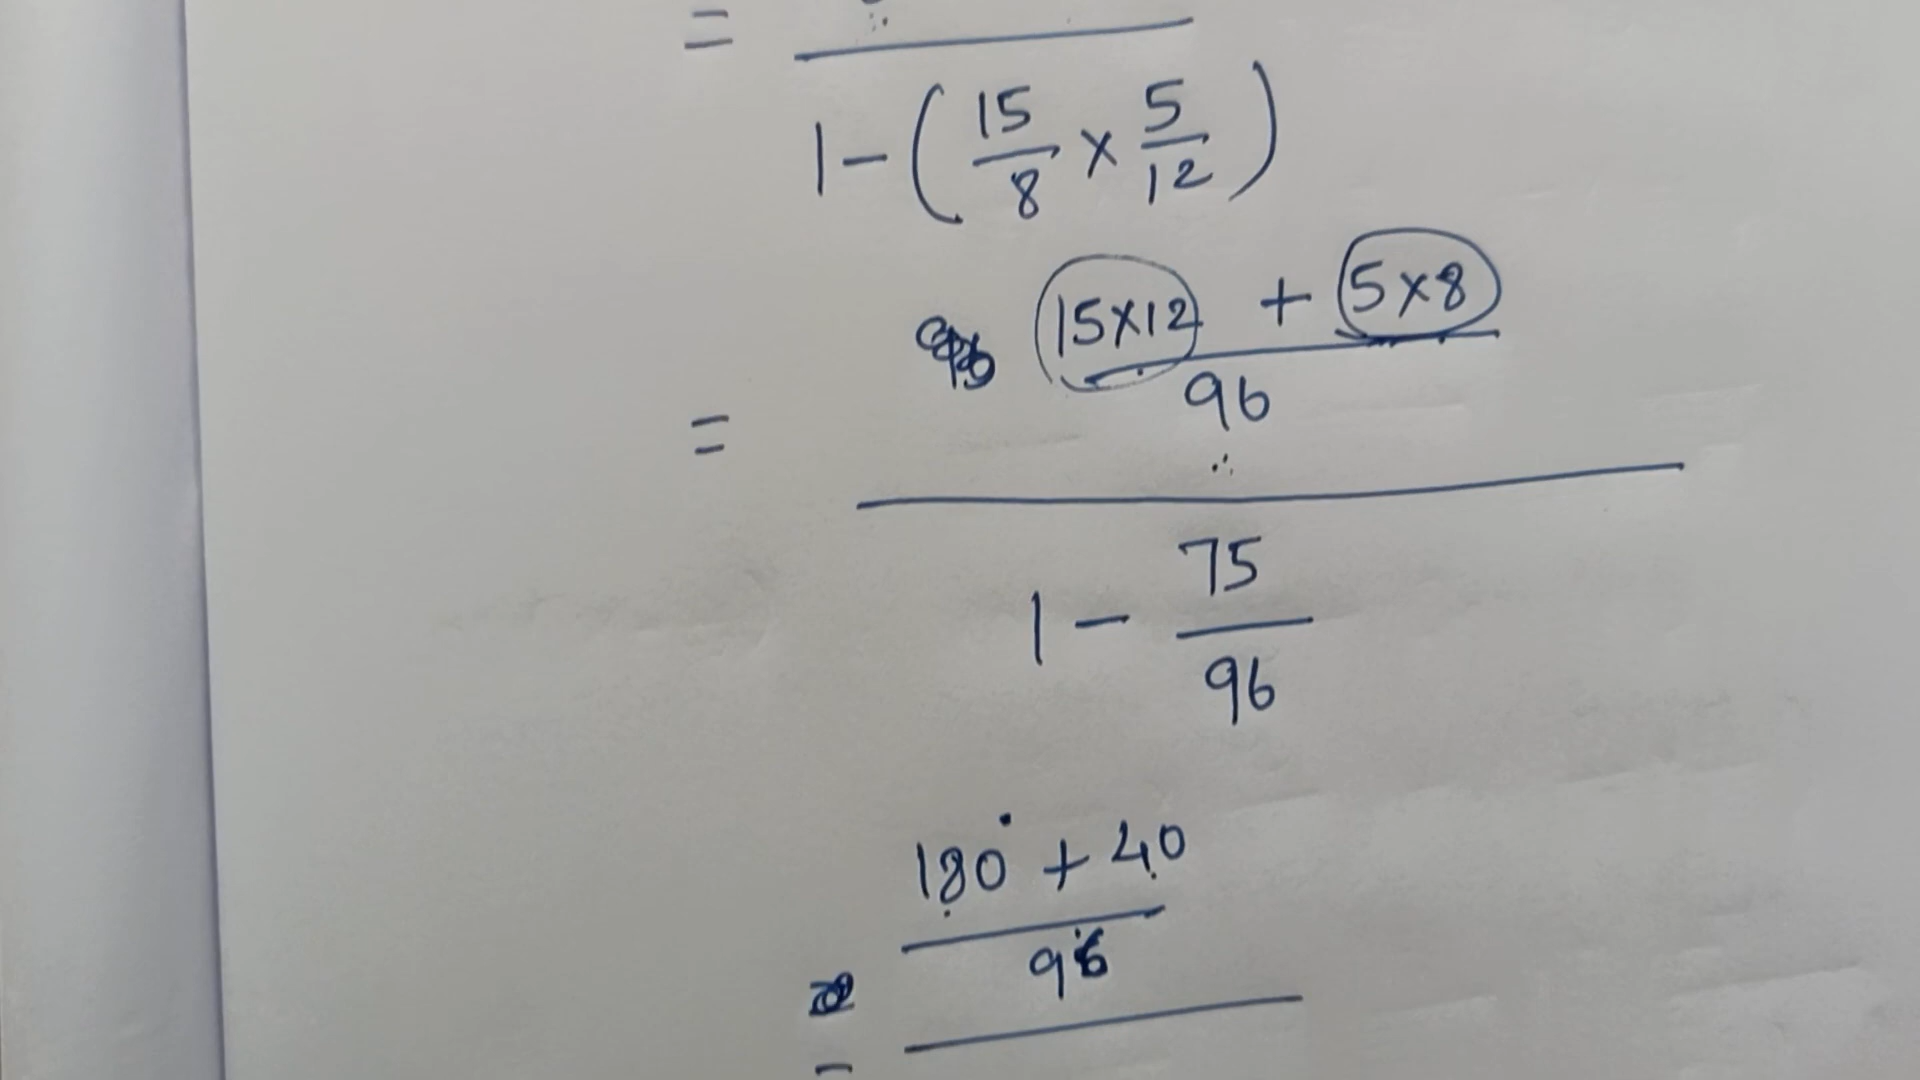 =
1 - ( 15/8 × 5/12 )
15×12 + 5×8
96
=
1 - 75/96
180 + 40
96
=